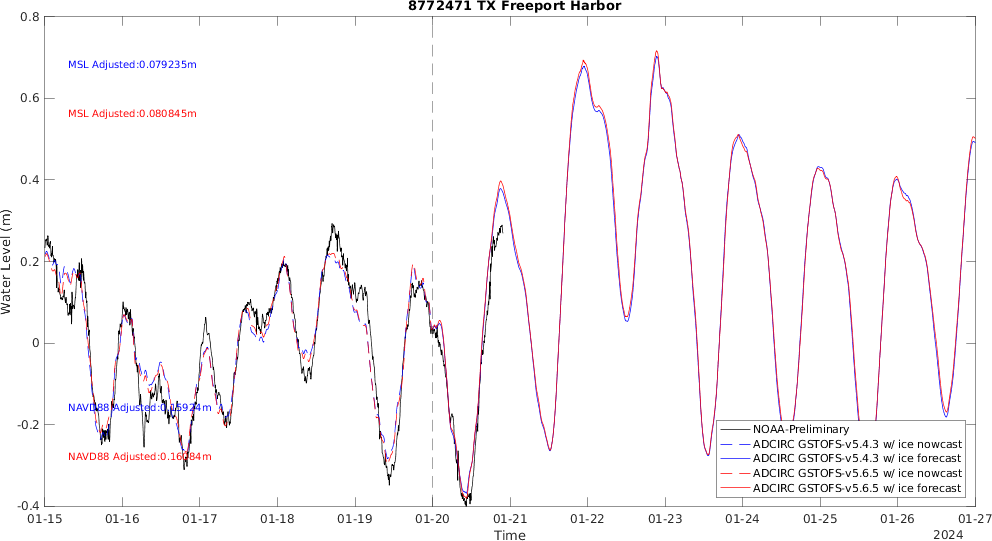 8772471 TX Freeport Harbor
0.8
0.6
0.4
0.2
0
-0.2
-0.4
Water Level (m)
MSL Adjusted:0.079235m
MSL Adjusted:0.080845m
NAVD88 Adjusted:0.15924m
NAVD88 Adjusted:0.16084m
NOAA-Preliminary
ADCIRC GSTOFS-v5.4.3 w/ ice nowcast
ADCIRC GSTOFS-v5.4.3 w/ ice forecast
ADCIRC GSTOFS-v5.6.5 w/ ice nowcast
ADCIRC GSTOFS-v5.6.5 w/ ice forecast
01-15 01-16 01-17 01-18 01-19 01-20 01-21 01-22 01-23 01-24 01-25 01-26 01-27
Time
2024